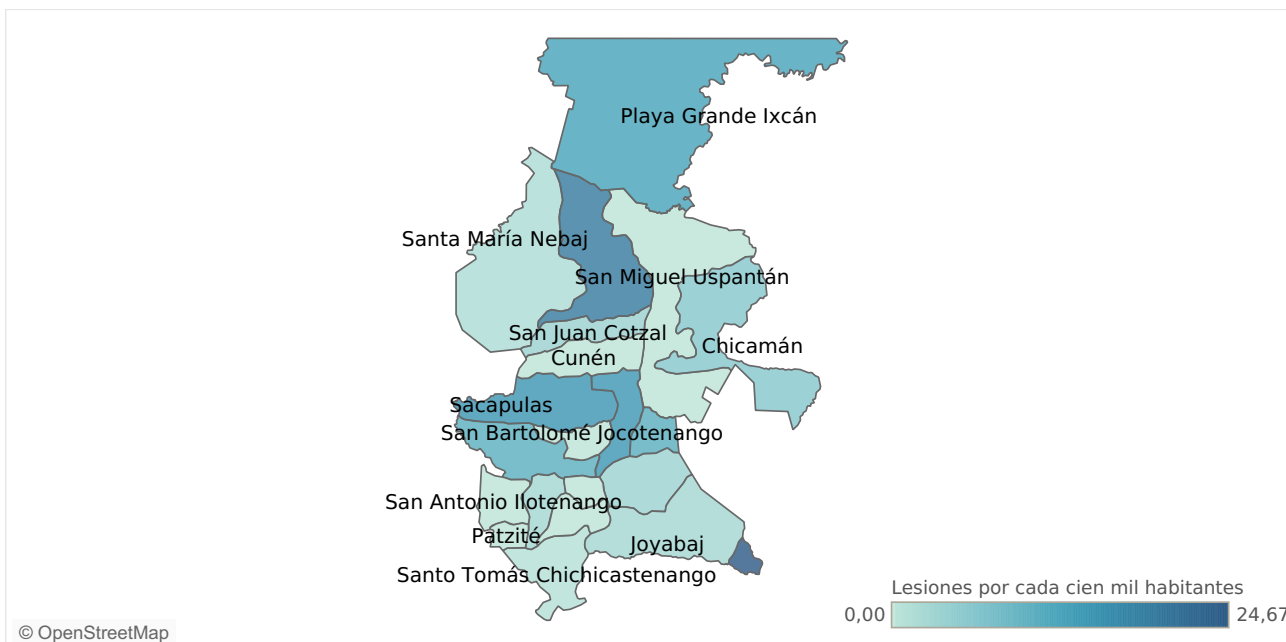 Playa Grande Ixcán
Santa María Nebaj
San Miguel Uspantán
San Juan Cotzal
Chicamán
Cunén
Sacapulas
San Bartolomé Jocotenango
San Antonio Ilotenango
Patzité
Joyabaj
Santo Tomás Chichicastenango
Lesiones por cada cien mil habitantes
0,00 24,67
© OpenStreetMap